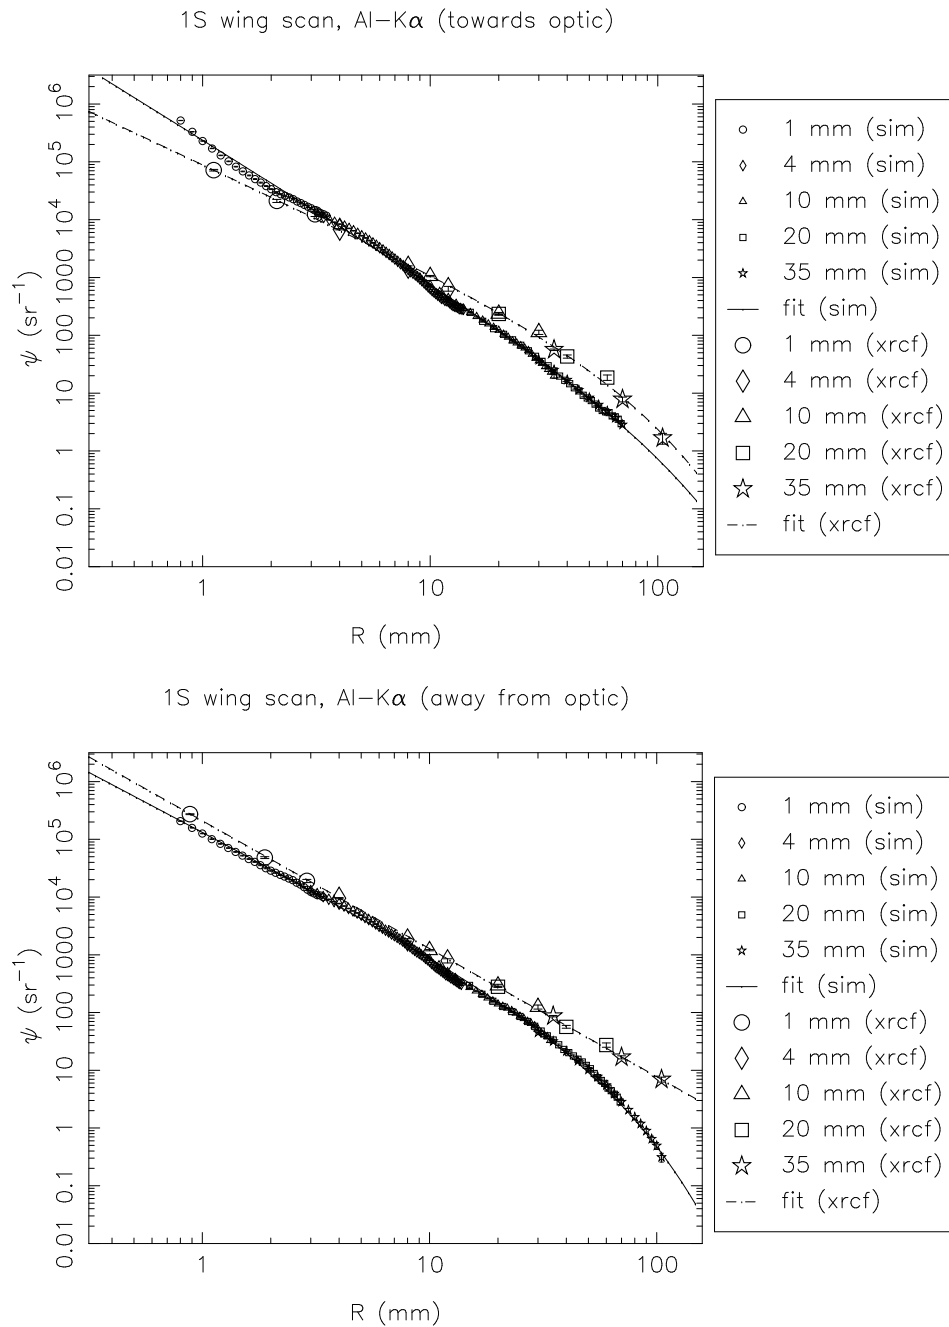 1S wing scan, Al−Kα (towards optic)
10⁶
10⁵
10⁴
1000
100
10
1
0.1
0.01
ψ (sr⁻¹)
1 10 100
R (mm)
1 mm (sim)
4 mm (sim)
10 mm (sim)
20 mm (sim)
35 mm (sim)
fit (sim)
1 mm (xrcf)
4 mm (xrcf)
10 mm (xrcf)
20 mm (xrcf)
35 mm (xrcf)
fit (xrcf)
1S wing scan, Al−Kα (away from optic)
10⁶
10⁵
10⁴
1000
100
10
1
0.1
0.01
ψ (sr⁻¹)
1 10 100
R (mm)
1 mm (sim)
4 mm (sim)
10 mm (sim)
20 mm (sim)
35 mm (sim)
fit (sim)
1 mm (xrcf)
4 mm (xrcf)
10 mm (xrcf)
20 mm (xrcf)
35 mm (xrcf)
fit (xrcf)